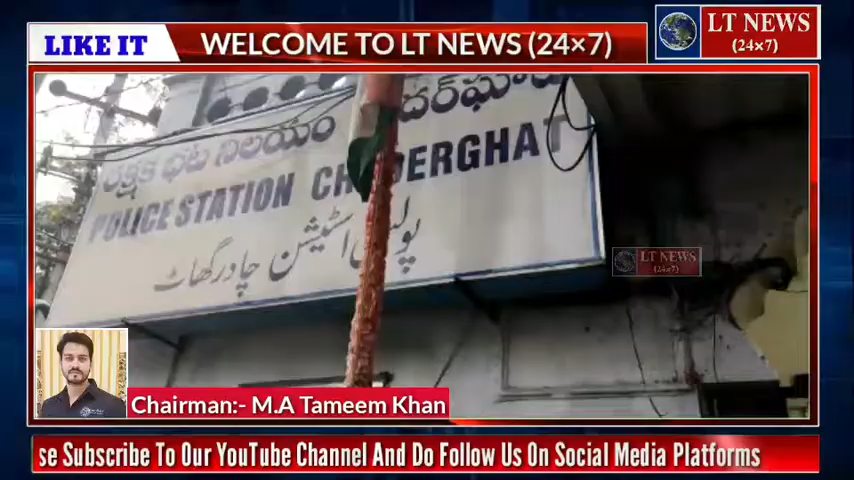 LIKE IT
WELCOME TO LT NEWS (24×7)
LT NEWS
(24×7)
నిలయం
POLICE STATION CH DERGHAT
పోలیస اسٹیشن چادرگھاٹ
LT NEWS
(24×7)
Chairman:- M.A Tameem Khan
se Subscribe To Our YouTube Channel And Do Follow Us On Social Media Platforms